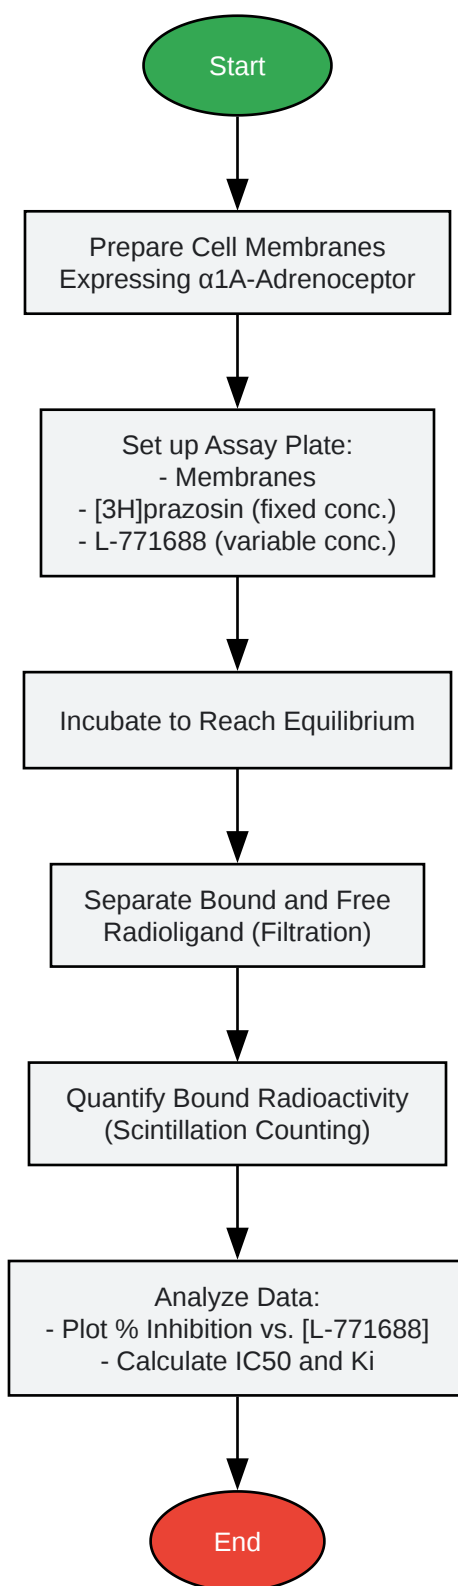 Start
Prepare Cell Membranes
Expressing α1A-Adrenoceptor
Set up Assay Plate:
- Membranes
- [3H]prazosin (fixed conc.)
- L-771688 (variable conc.)
Incubate to Reach Equilibrium
Separate Bound and Free
Radioligand (Filtration)
Quantify Bound Radioactivity
(Scintillation Counting)
Analyze Data:
- Plot % Inhibition vs. [L-771688]
- Calculate IC50 and Ki
End